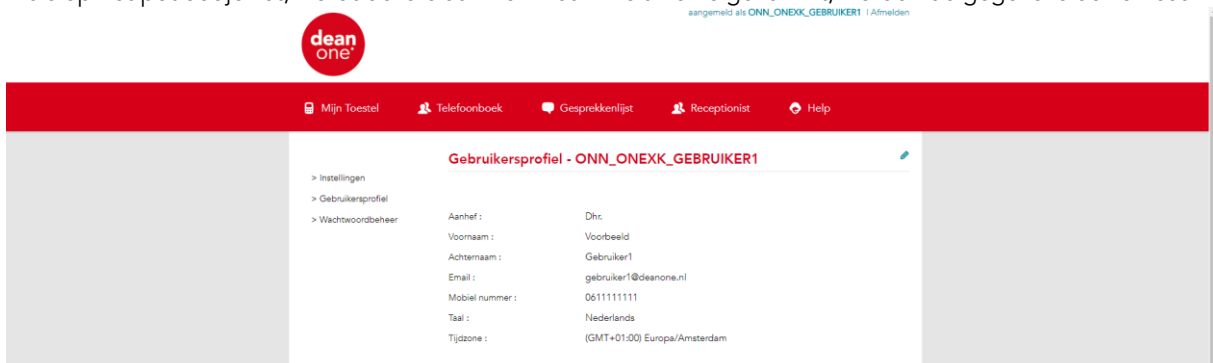 aangemeld als ONN_ONEXK_GEBRUIKER1 | Afmelden
dean
one
Mijn Toestel Telefoonboek Gesprekkenlijst Receptionist Help
Gebruikersprofiel - ONN_ONEXK_GEBRUIKER1
> Instellingen
> Gebruikersprofiel
> Wachtwoordbeheer
Aanhef : Dhr.
Voornaam : Voorbeeld
Achternaam : Gebruiker1
Email : gebruiker1@deanone.nl
Mobiel nummer : 0611111111
Taal : Nederlands
Tijdzone : (GMT+01:00) Europa/Amsterdam